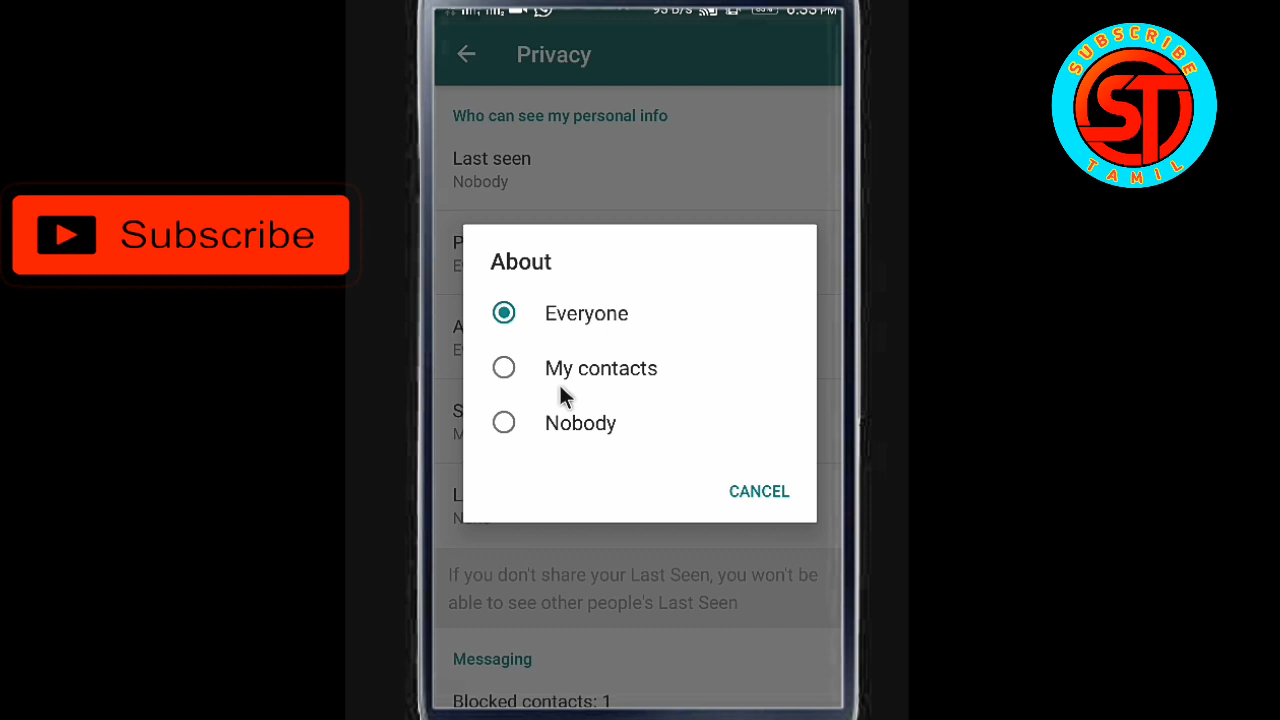 Privacy
Who can see my personal info
Last seen
Nobody
About
Everyone
My contacts
Nobody
CANCEL
If you don't share your Last Seen, you won't be
able to see other people's Last Seen
Messaging
Blocked contacts: 1
Subscribe
SUBSCRIBE
ST
TAMIL